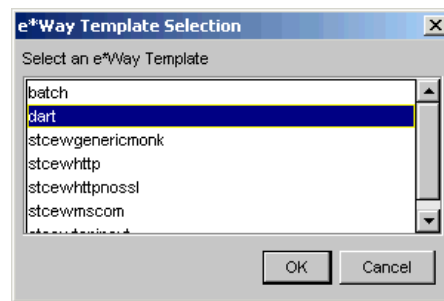 e*Way Template Selection
Select an e*Way Template
batch
dart
stcewgenericmonk
stcewhttp
stcewhttpnossl
stcewmscom
OK Cancel